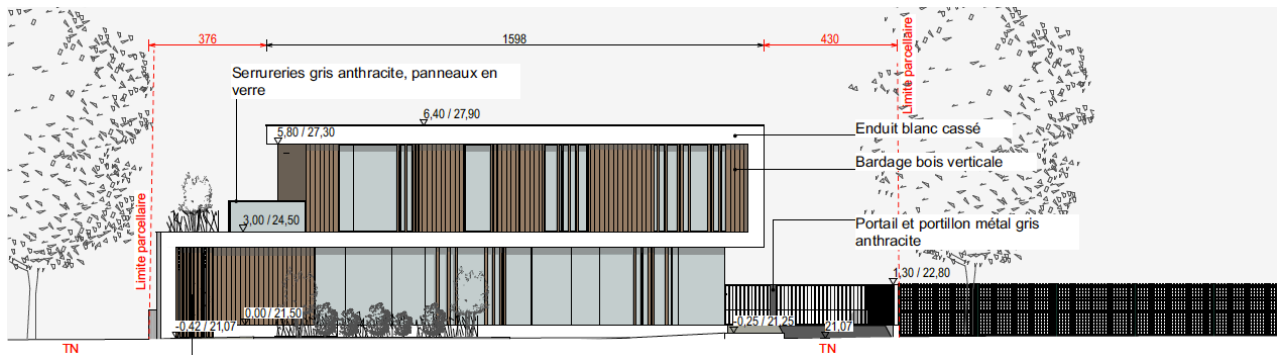 376
1598
430
Limite parcellaire
Serrureries gris anthracite, panneaux en
verre
6,40 / 27,90
5,80 / 27,30
Enduit blanc cassé
Bardage bois verticale
3,00 / 24,50
Portail et portillon métal gris
anthracite
Limite parcellaire
1,30 / 22,80
0,00 / 21,50
-0,42 / 21,07
-0,25 / 21,25
21,07
TN
TN